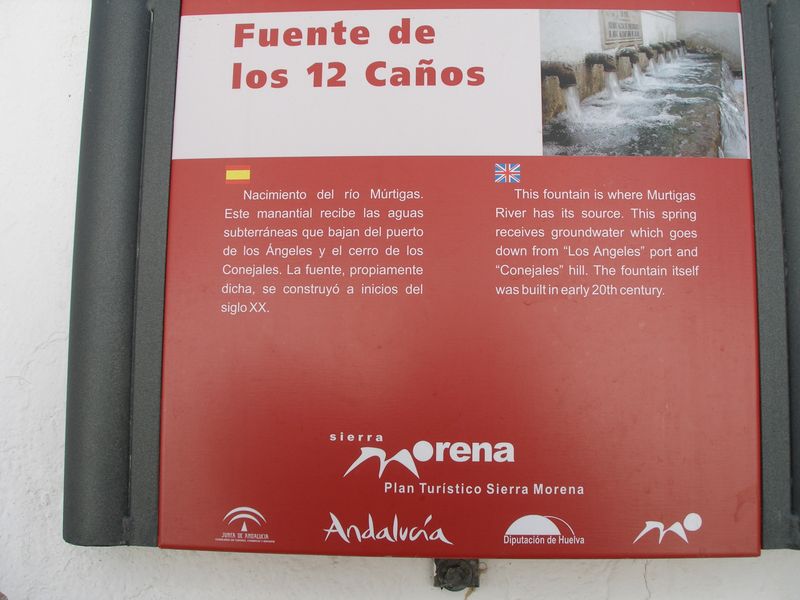 Fuente de
los 12 Caños
Nacimiento del río Múrtigas.
Este manantial recibe las aguas
subterráneas que bajan del puerto
de los Ángeles y el cerro de los
Conejales. La fuente, propiamente
dicha, se construyó a inicios del
siglo XX.
This fountain is where Murtigas
River has its source. This spring
receives groundwater which goes
down from “Los Angeles” port and
“Conejales” hill. The fountain itself
was built in early 20th century.
sierra
morena
Plan Turístico Sierra Morena
JUNTA DE ANDALUCIA
Andalucía
Diputación de Huelva